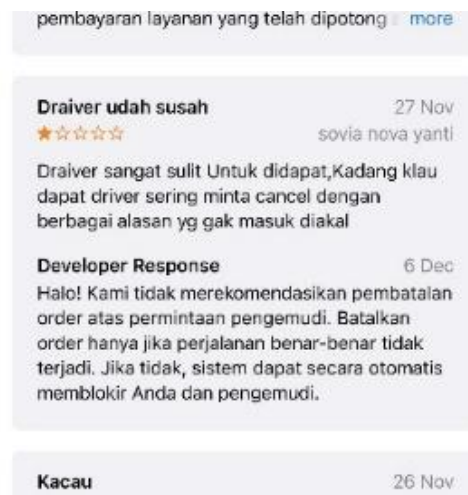 pembayaran layanan yang telah dipotong more
Draiver udah susah 27 Nov
sovia nova yanti
Draiver sangat sulit Untuk didapat,Kadang klau
dapat driver sering minta cancel dengan
berbagai alasan yg gak masuk diakal
Developer Response 6 Dec
Halo! Kami tidak merekomendasikan pembatalan
order atas permintaan pengemudi. Batalkan
order hanya jika perjalanan benar-benar tidak
terjadi. Jika tidak, sistem dapat secara otomatis
memblokir Anda dan pengemudi.
Kacau 26 Nov